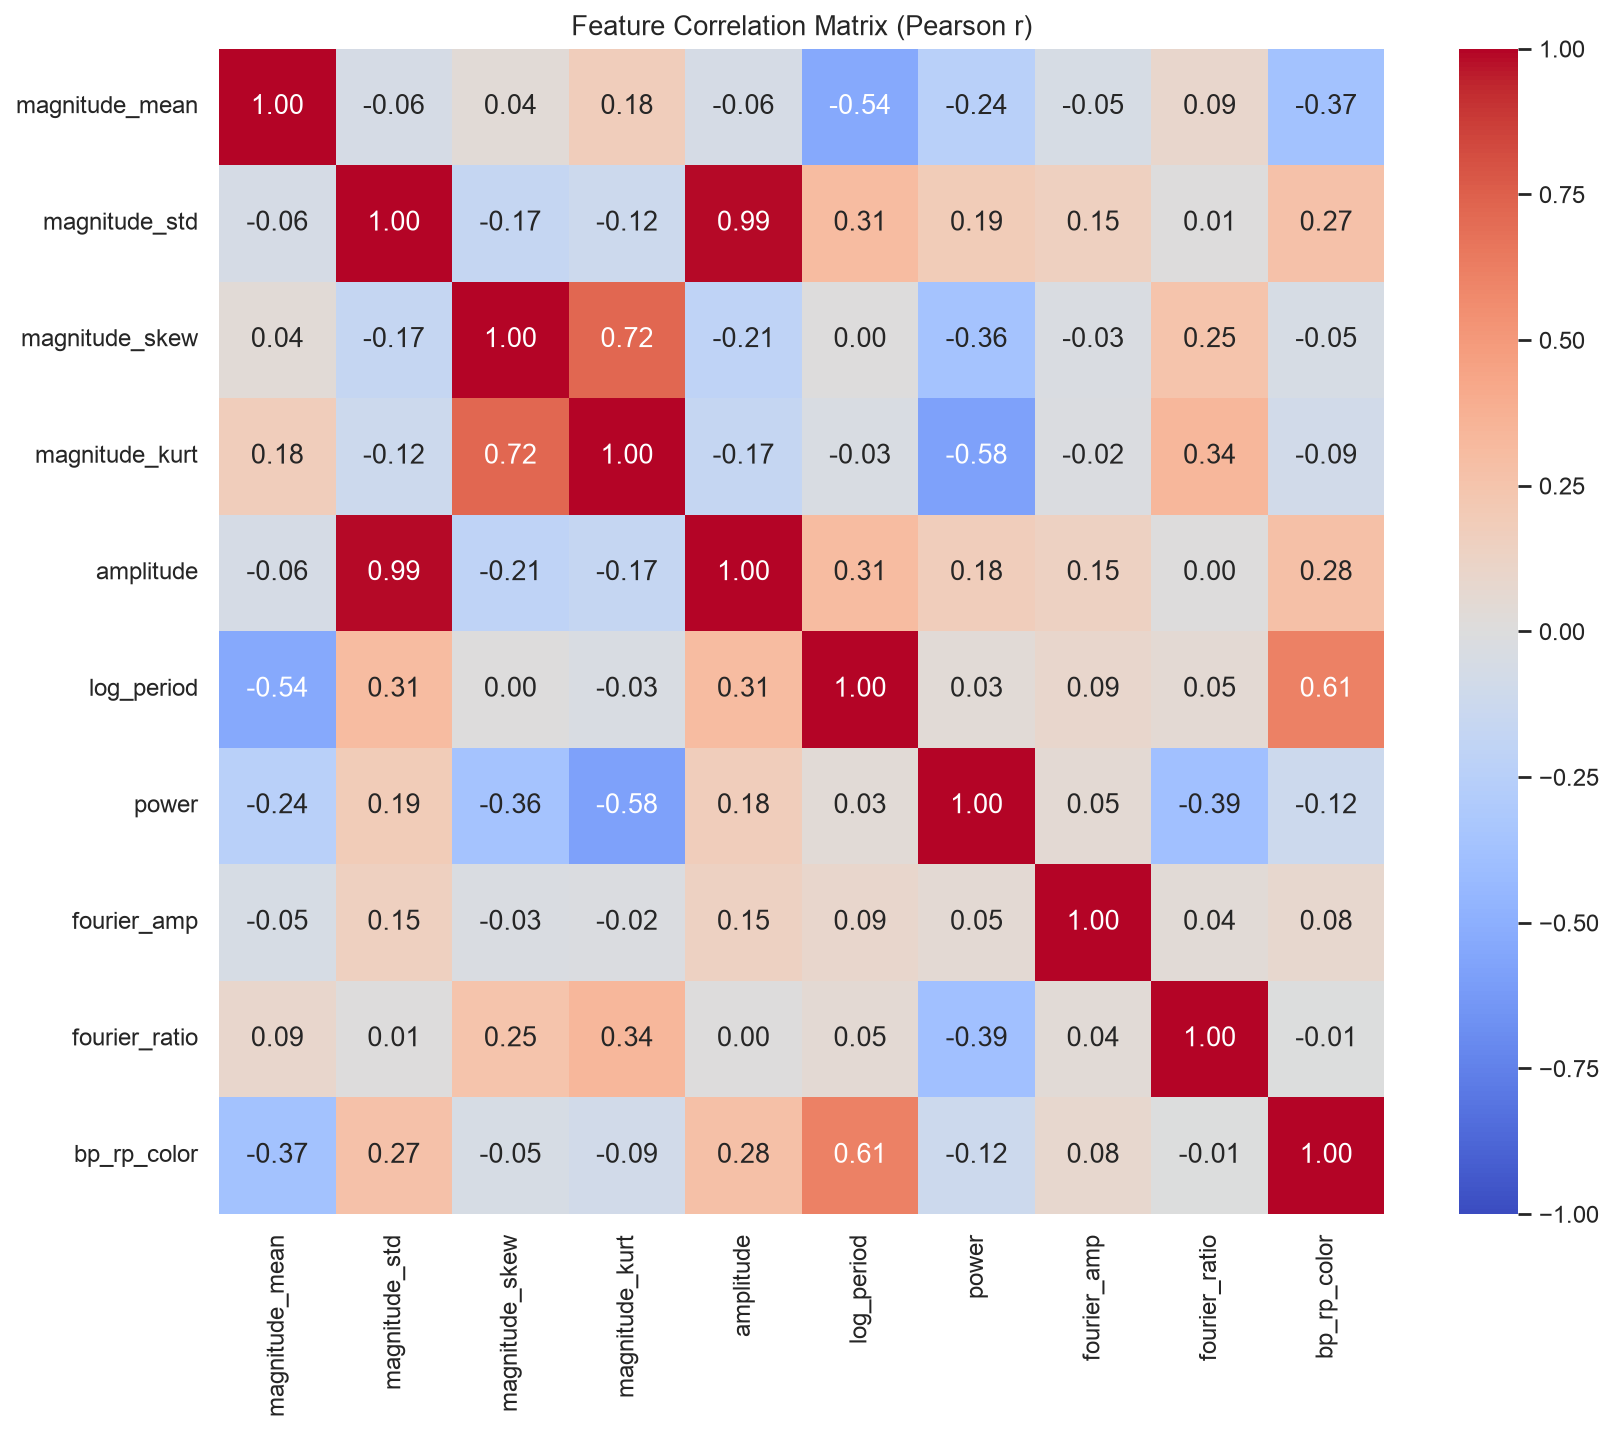 Feature Correlation Matrix (Pearson r)
magnitude_mean 1.00 -0.06 0.04 0.18 -0.06 -0.54 -0.24 -0.05 0.09 -0.37
magnitude_std -0.06 1.00 -0.17 -0.12 0.99 0.31 0.19 0.15 0.01 0.27
magnitude_skew 0.04 -0.17 1.00 0.72 -0.21 0.00 -0.36 -0.03 0.25 -0.05
magnitude_kurt 0.18 -0.12 0.72 1.00 -0.17 -0.03 -0.58 -0.02 0.34 -0.09
amplitude -0.06 0.99 -0.21 -0.17 1.00 0.31 0.18 0.15 0.00 0.28
log_period -0.54 0.31 0.00 -0.03 0.31 1.00 0.03 0.09 0.05 0.61
power -0.24 0.19 -0.36 -0.58 0.18 0.03 1.00 0.05 -0.39 -0.12
fourier_amp -0.05 0.15 -0.03 -0.02 0.15 0.09 0.05 1.00 0.04 0.08
fourier_ratio 0.09 0.01 0.25 0.34 0.00 0.05 -0.39 0.04 1.00 -0.01
bp_rp_color -0.37 0.27 -0.05 -0.09 0.28 0.61 -0.12 0.08 -0.01 1.00
magnitude_mean
magnitude_std
magnitude_skew
magnitude_kurt
amplitude
log_period
power
fourier_amp
fourier_ratio
bp_rp_color
1.00
0.75
0.50
0.25
0.00
−0.25
−0.50
−0.75
−1.00